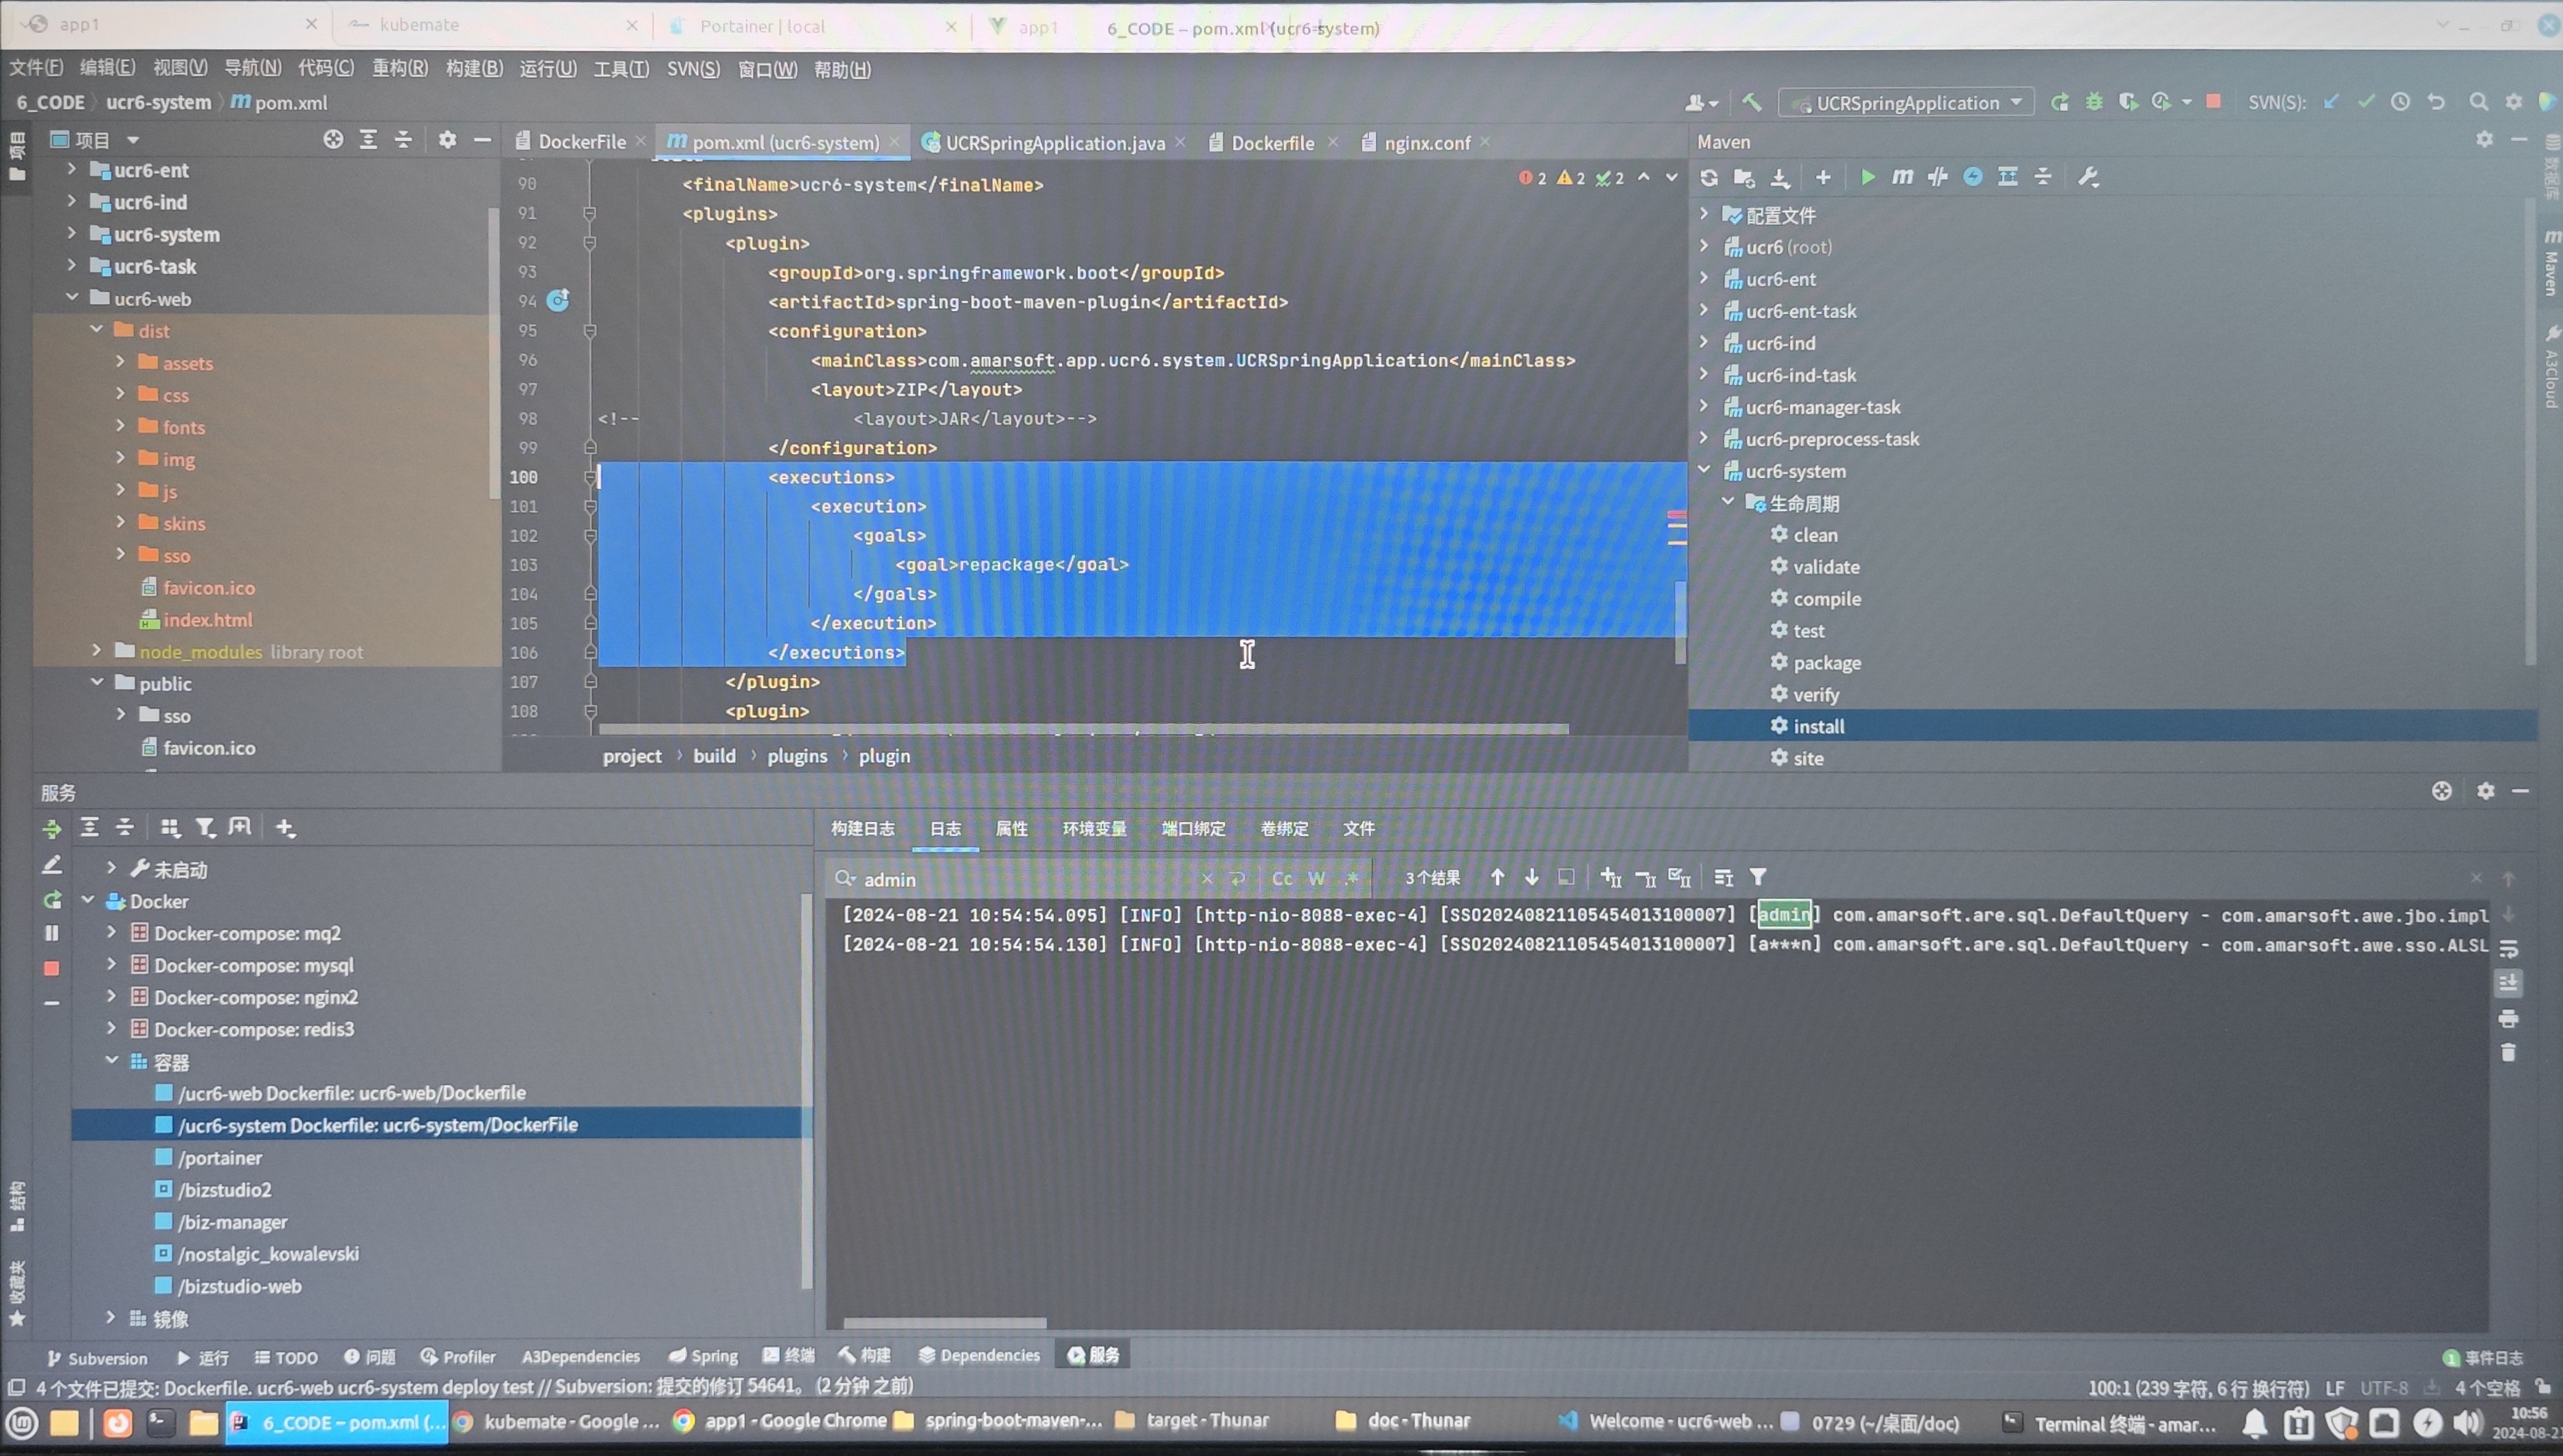 app1
kubemate
Portainer | local
app1
6_CODE – pom.xml (ucr6-system)
文件(F) 编辑(E) 视图(V) 导航(N) 代码(C) 重构(R) 构建(B) 运行(U) 工具(T) SVN(S) 窗口(W) 帮助(H)
6_CODE ucr6-system pom.xml
UCRSpringApplication
SVN(S):
项目
项目
DockerFile
pom.xml (ucr6-system)
UCRSpringApplication.java
Dockerfile
nginx.conf
Maven
ucr6-ent
ucr6-ind
ucr6-system
ucr6-task
ucr6-web
dist
assets
css
fonts
img
js
skins
sso
favicon.ico
index.html
node_modules library root
public
sso
favicon.ico
2 2 2
90 <finalName>ucr6-system</finalName>
91 <plugins>
92 <plugin>
93 <groupId>org.springframework.boot</groupId>
94 <artifactId>spring-boot-maven-plugin</artifactId>
95 <configuration>
96 <mainClass>com.amarsoft.app.ucr6.system.UCRSpringApplication</mainClass>
97 <layout>ZIP</layout>
98 <!-- <layout>JAR</layout>-->
99 </configuration>
100 <executions>
101 <execution>
102 <goals>
103 <goal>repackage</goal>
104 </goals>
105 </execution>
106 </executions>
107 </plugin>
108 <plugin>
project build plugins plugin
配置文件
ucr6 (root)
ucr6-ent
ucr6-ent-task
ucr6-ind
ucr6-ind-task
ucr6-manager-task
ucr6-preprocess-task
ucr6-system
生命周期
clean
validate
compile
test
package
verify
install
site
数据库
Maven
A3Cloud
服务
未启动
Docker
Docker-compose: mq2
Docker-compose: mysql
Docker-compose: nginx2
Docker-compose: redis3
容器
/ucr6-web Dockerfile: ucr6-web/Dockerfile
/ucr6-system Dockerfile: ucr6-system/DockerFile
/portainer
/bizstudio2
/biz-manager
/nostalgic_kowalevski
/bizstudio-web
镜像
结构
收藏夹
构建日志 日志 属性 环境变量 端口绑定 卷绑定 文件
admin
Cc W .*
3个结果
[2024-08-21 10:54:54.095] [INFO] [http-nio-8088-exec-4] [SSO20240821105454013100007] [admin] com.amarsoft.are.sql.DefaultQuery - com.amarsoft.awe.jbo.impl
[2024-08-21 10:54:54.130] [INFO] [http-nio-8088-exec-4] [SSO20240821105454013100007] [a***n] com.amarsoft.are.sql.DefaultQuery - com.amarsoft.awe.sso.ALSL
Subversion 运行 TODO 问题 Profiler A3Dependencies Spring 终端 构建 Dependencies 服务
1 事件日志
4 个文件已提交: Dockerfile. ucr6-web ucr6-system deploy test // Subversion: 提交的修订 54641。 (2 分钟 之前)
100:1 (239 字符, 6 行 换行符) LF UTF-8 4 个空格
6_CODE – pom.xml (...
kubemate - Google ...
app1 - Google Chrome
spring-boot-maven-...
target - Thunar
doc - Thunar
Welcome - ucr6-web ...
0729 (~/桌面/doc)
Terminal 终端 - amar...
10:56